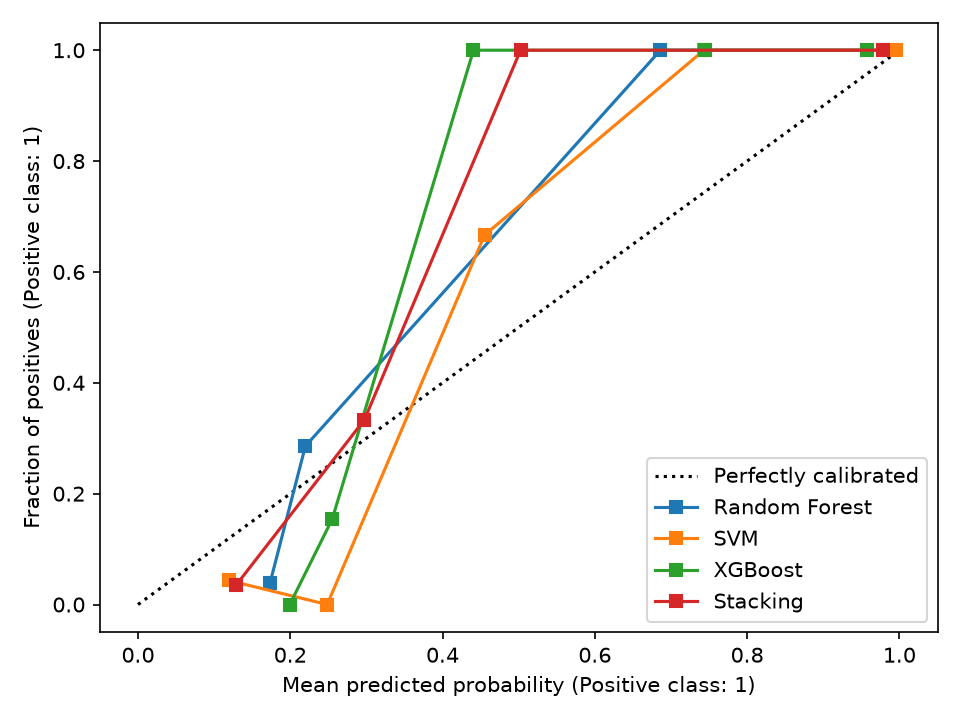 1.0
0.8
0.6
0.4
0.2
0.0
Fraction of positives (Positive class: 1)
Perfectly calibrated
Random Forest
SVM
XGBoost
Stacking
0.0 0.2 0.4 0.6 0.8 1.0
Mean predicted probability (Positive class: 1)